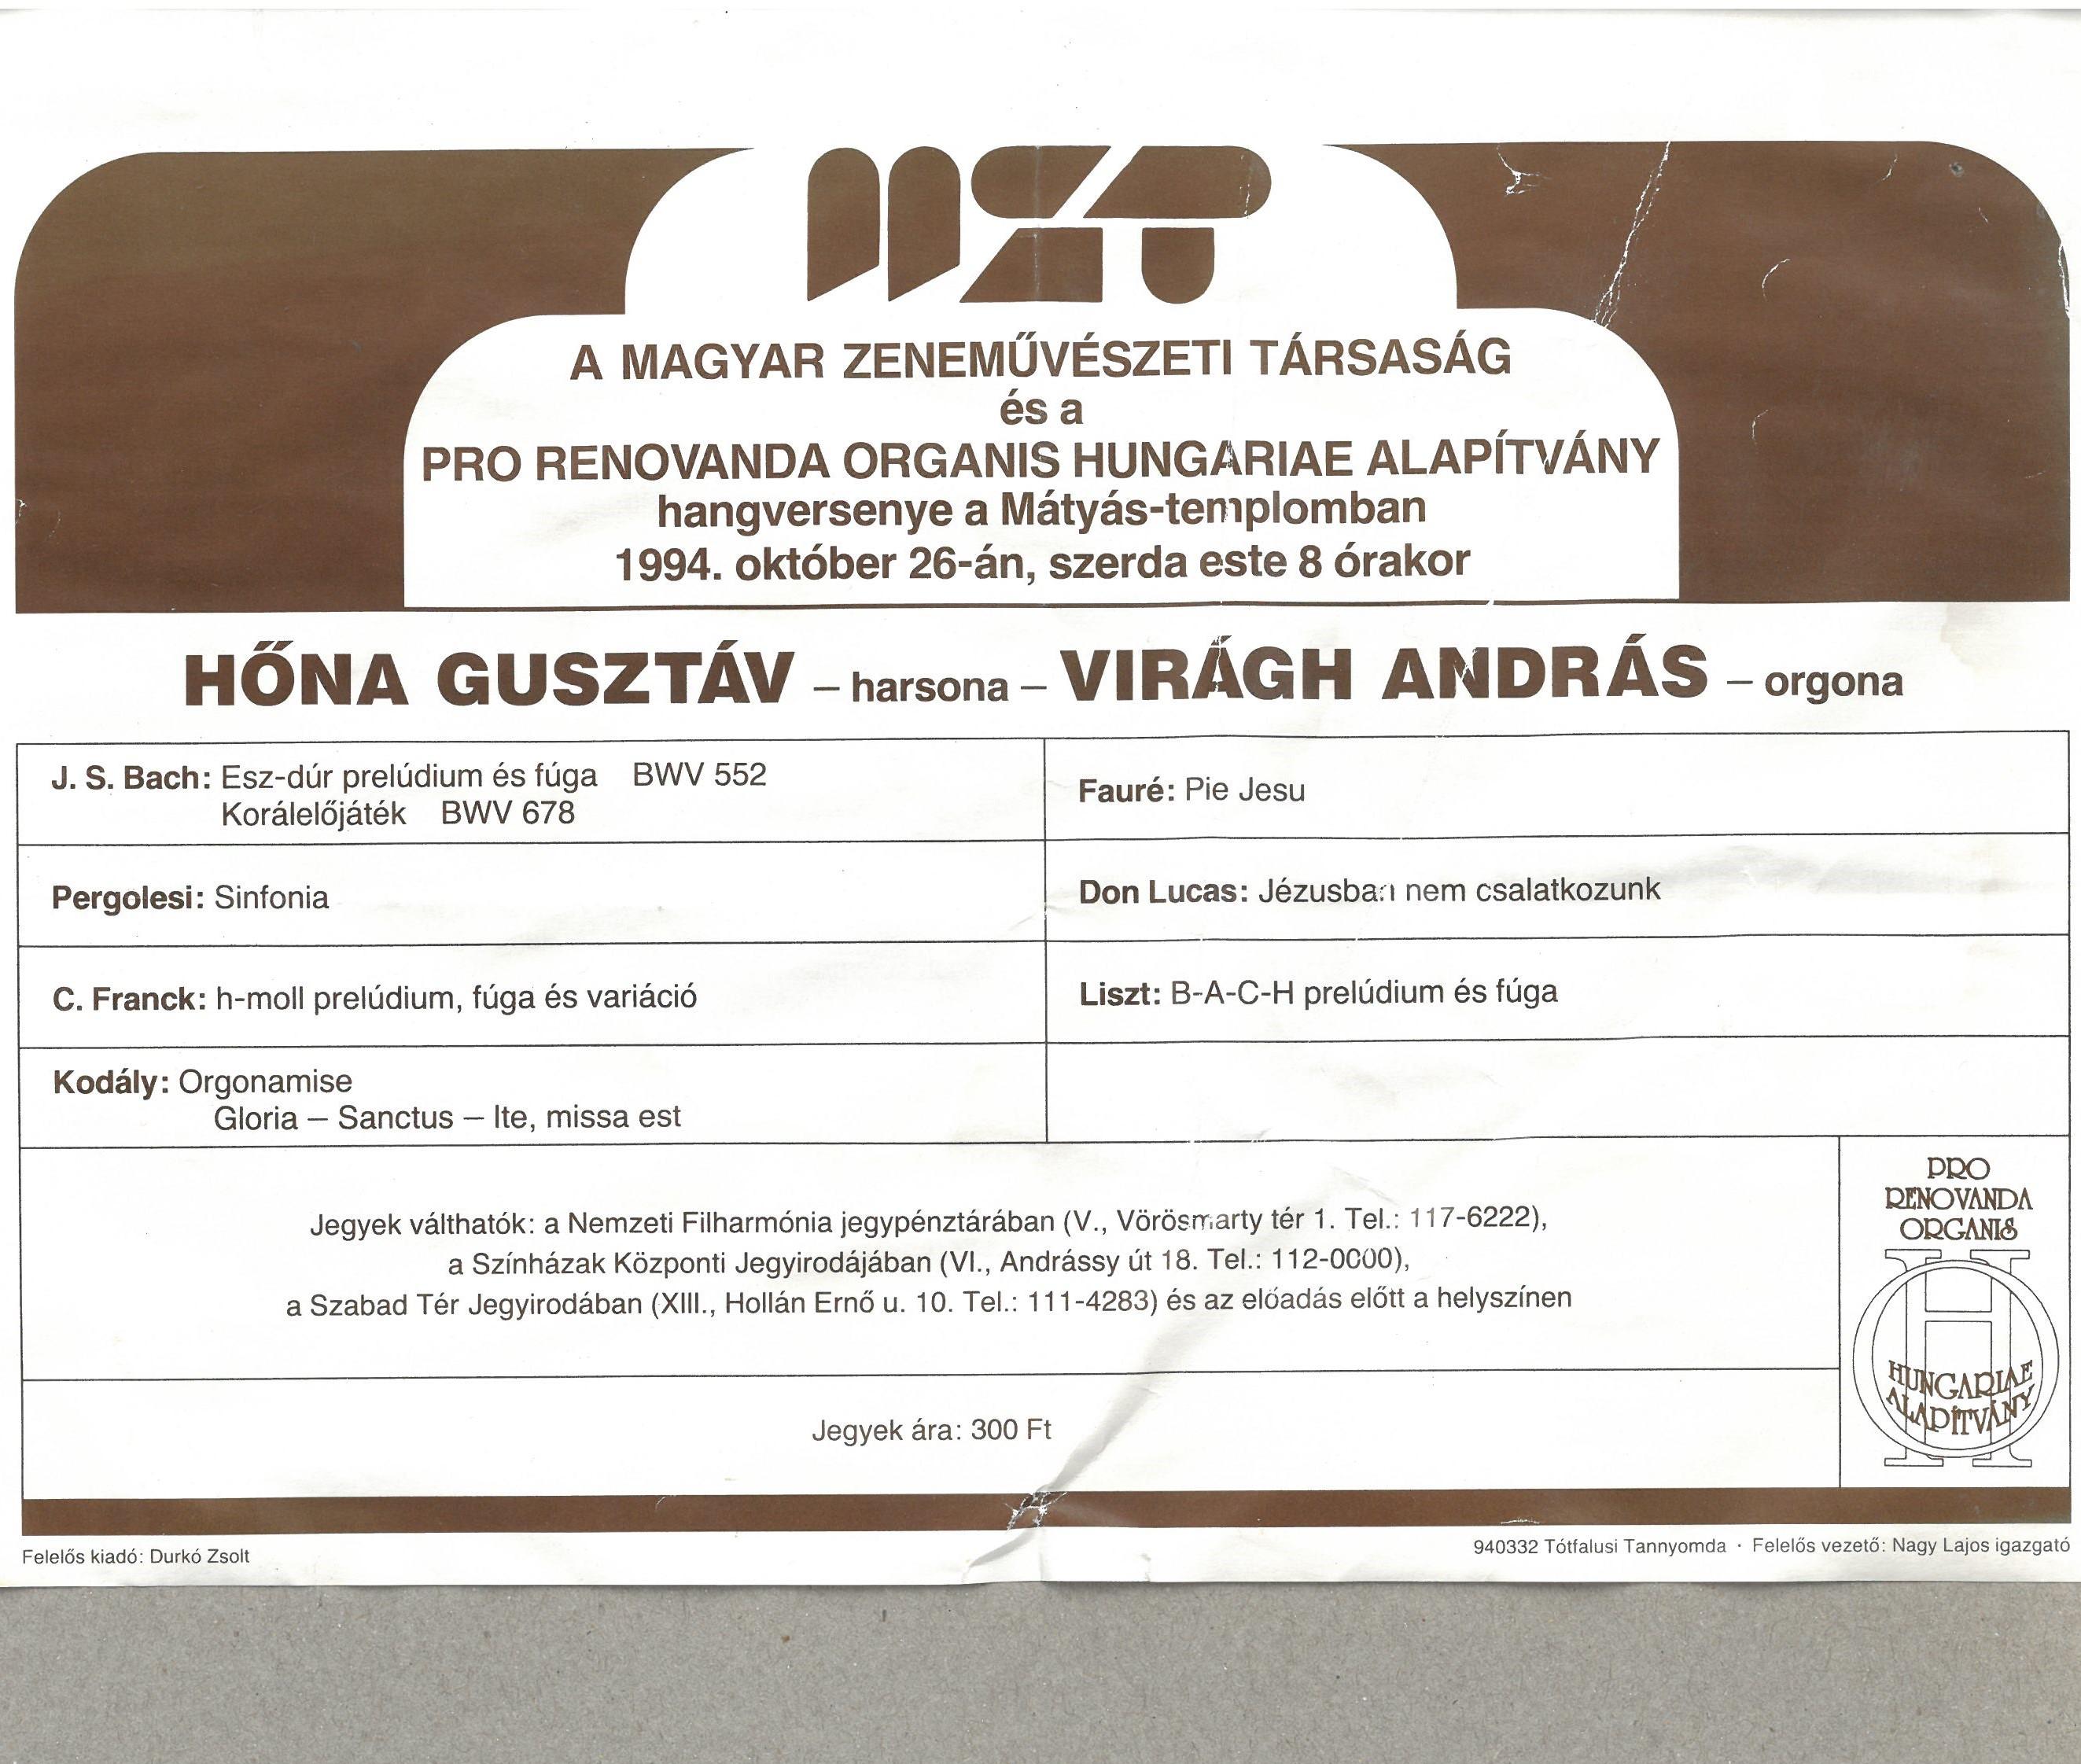 MZT
A MAGYAR ZENEMŰVÉSZETI TÁRSASÁG
és a
PRO RENOVANDA ORGANIS HUNGARIAE ALAPÍTVÁNY
hangversenye a Mátyás-templomban
1994. október 26-án, szerda este 8 órakor
HŐNA GUSZTÁV – harsona – VIRÁGH ANDRÁS – orgona
J. S. Bach: Esz-dúr prelúdium és fúga BWV 552
Korálelőjáték BWV 678
Pergolesi: Sinfonia
C. Franck: h-moll prelúdium, fúga és variáció
Kodály: Orgonamise
Gloria – Sanctus – Ite, missa est
Fauré: Pie Jesu
Don Lucas: Jézusban nem csalatkozunk
Liszt: B-A-C-H prelúdium és fúga
Jegyek válthatók: a Nemzeti Filharmónia jegypénztárában (V., Vörösmarty tér 1. Tel.: 117-6222),
a Színházak Központi Jegyirodájában (VI., Andrássy út 18. Tel.: 112-0000),
a Szabad Tér Jegyirodában (XIII., Hollán Ernő u. 10. Tel.: 111-4283) és az előadás előtt a helyszínen
Jegyek ára: 300 Ft
PRO
RENOVANDA
ORGANIS
H
HUNGARIAE
ALAPÍTVÁNY
Felelős kiadó: Durkó Zsolt
940332 Tótfalusi Tannyomda · Felelős vezető: Nagy Lajos igazgató